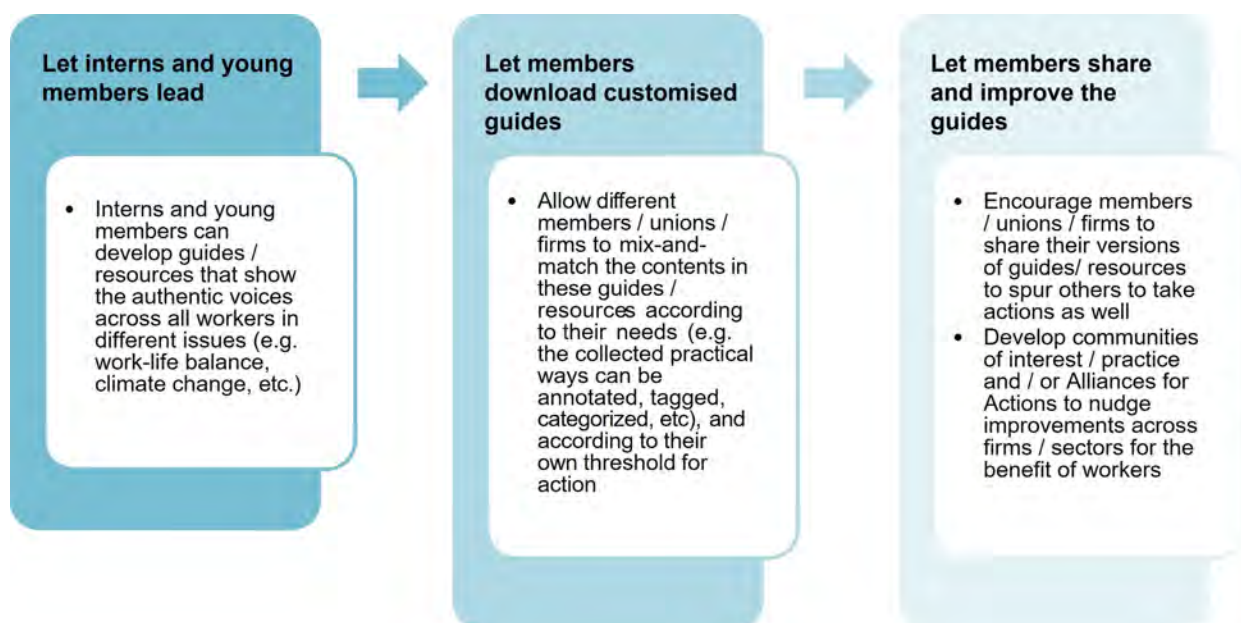 Let interns and young
members lead
• Interns and young
members can
develop guides /
resources that show
the authentic voices
across all workers in
different issues (e.g.
work-life balance,
climate change, etc.)
Let members
download customised
guides
• Allow different
members / unions /
firms to mix-and-
match the contents in
these guides /
resources according
to their needs (e.g.
the collected practical
ways can be
annotated, tagged,
categorized, etc), and
according to their
own threshold for
action
Let members share
and improve the
guides
• Encourage members
/ unions / firms to
share their versions
of guides/ resources
to spur others to take
actions as well
• Develop communities
of interest / practice
and / or Alliances for
Actions to nudge
improvements across
firms / sectors for the
benefit of workers